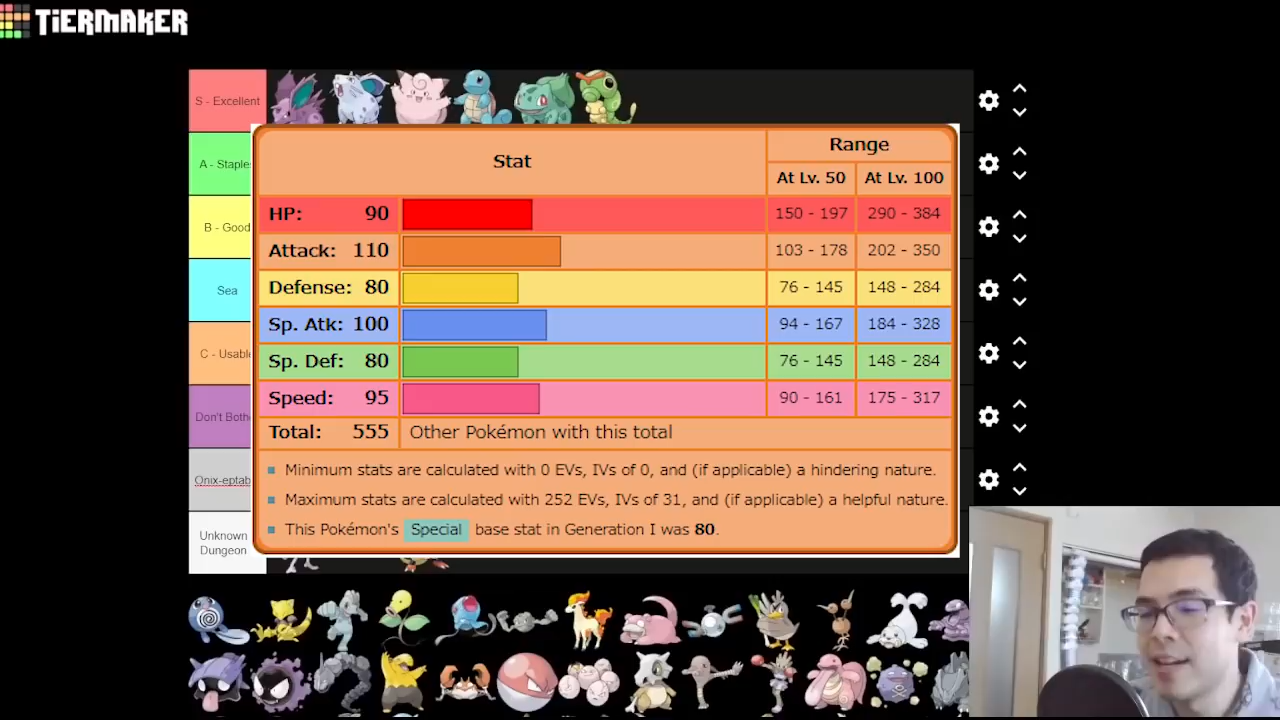 TIERMAKER
S - Excellent
A - Staple
B - Good
Sea
C - Usable
Don't Both
Onix-eptab
Unknown
Dungeon
Stat
Range
At Lv. 50
At Lv. 100
HP: 90 150 - 197 290 - 384
Attack: 110 103 - 178 202 - 350
Defense: 80 76 - 145 148 - 284
Sp. Atk: 100 94 - 167 184 - 328
Sp. Def: 80 76 - 145 148 - 284
Speed: 95 90 - 161 175 - 317
Total: 555 Other Pokémon with this total
Minimum stats are calculated with 0 EVs, IVs of 0, and (if applicable) a hindering nature.
Maximum stats are calculated with 252 EVs, IVs of 31, and (if applicable) a helpful nature.
This Pokémon's Special base stat in Generation I was 80.